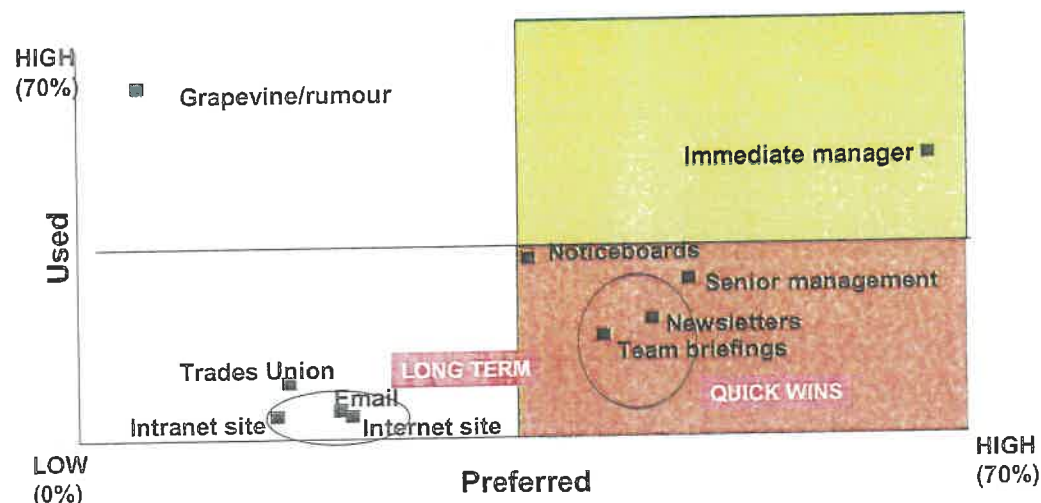 HIGH
(70%)
Grapevine/rumour
Immediate manager
Used
Noticeboards
Senior management
Newsletters
Team briefings
Trades Union
LONG TERM
QUICK WINS
Email
Intranet site
Internet site
LOW
(0%)
Preferred
HIGH
(70%)